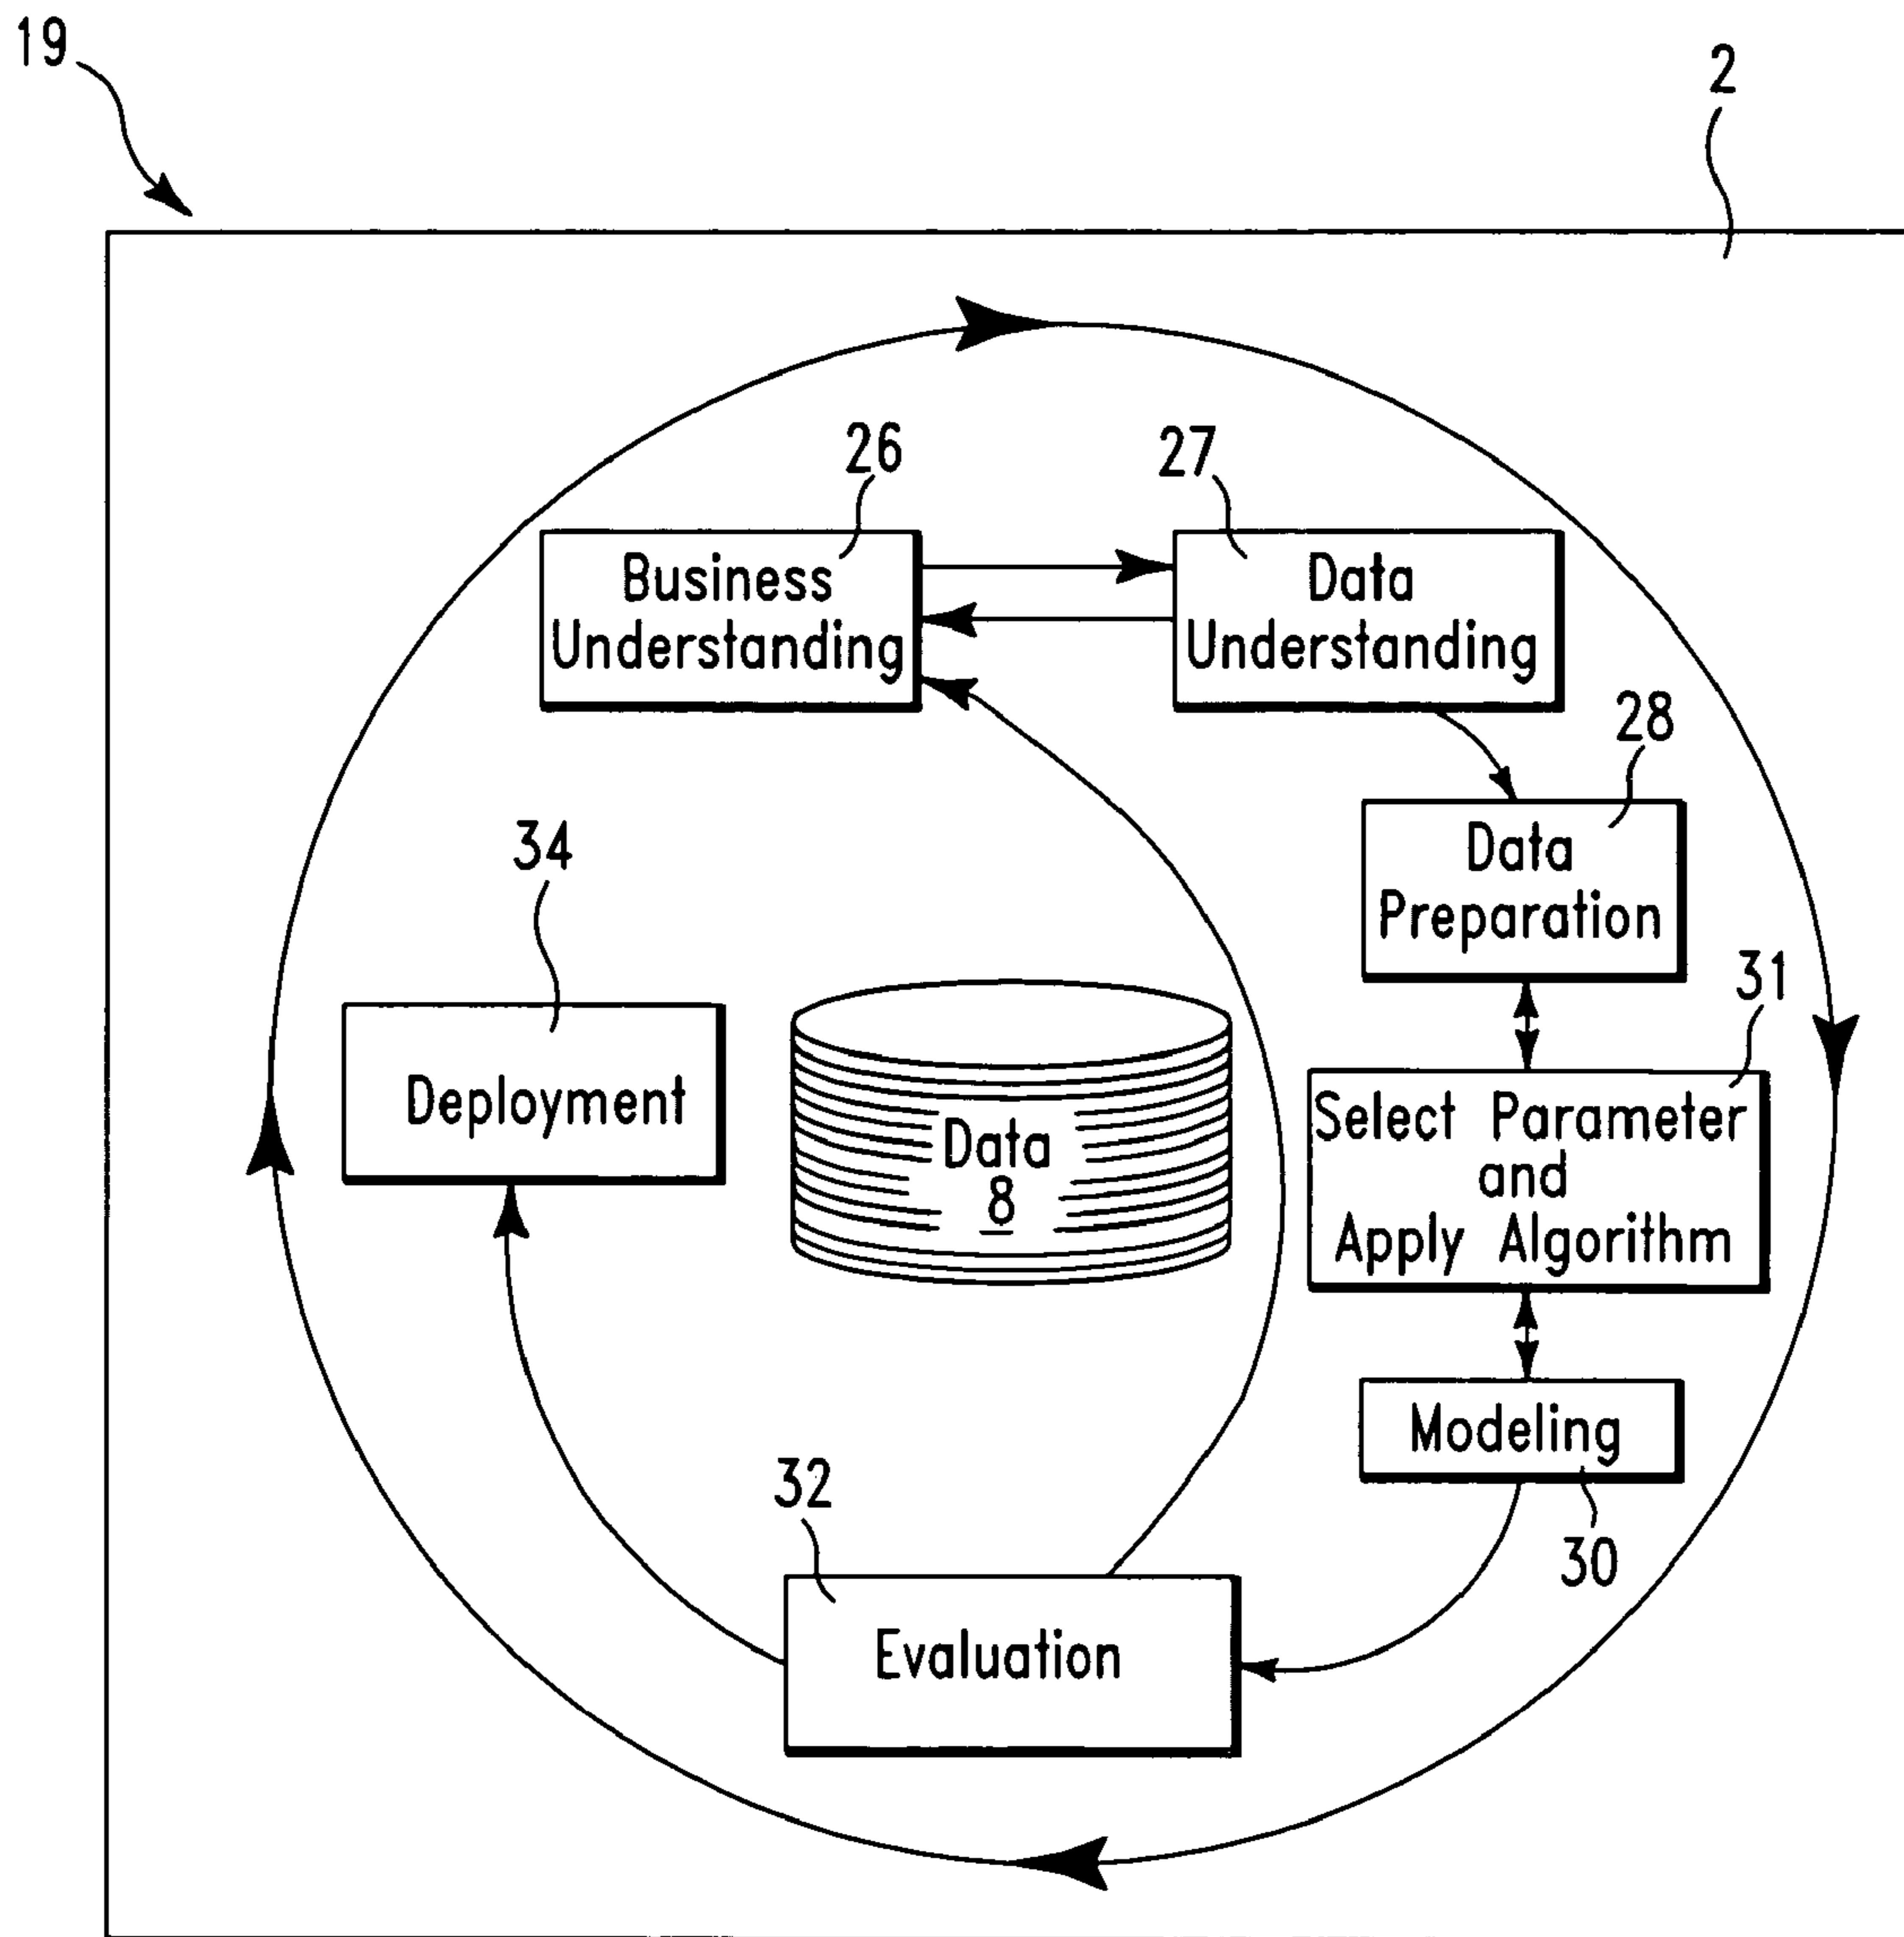 19
2
26
27
Business
Understanding
Data
Understanding
28
Data
Preparation
34
31
Deployment
Data
8
Select Parameter
and
Apply Algorithm
Modeling
30
32
Evaluation